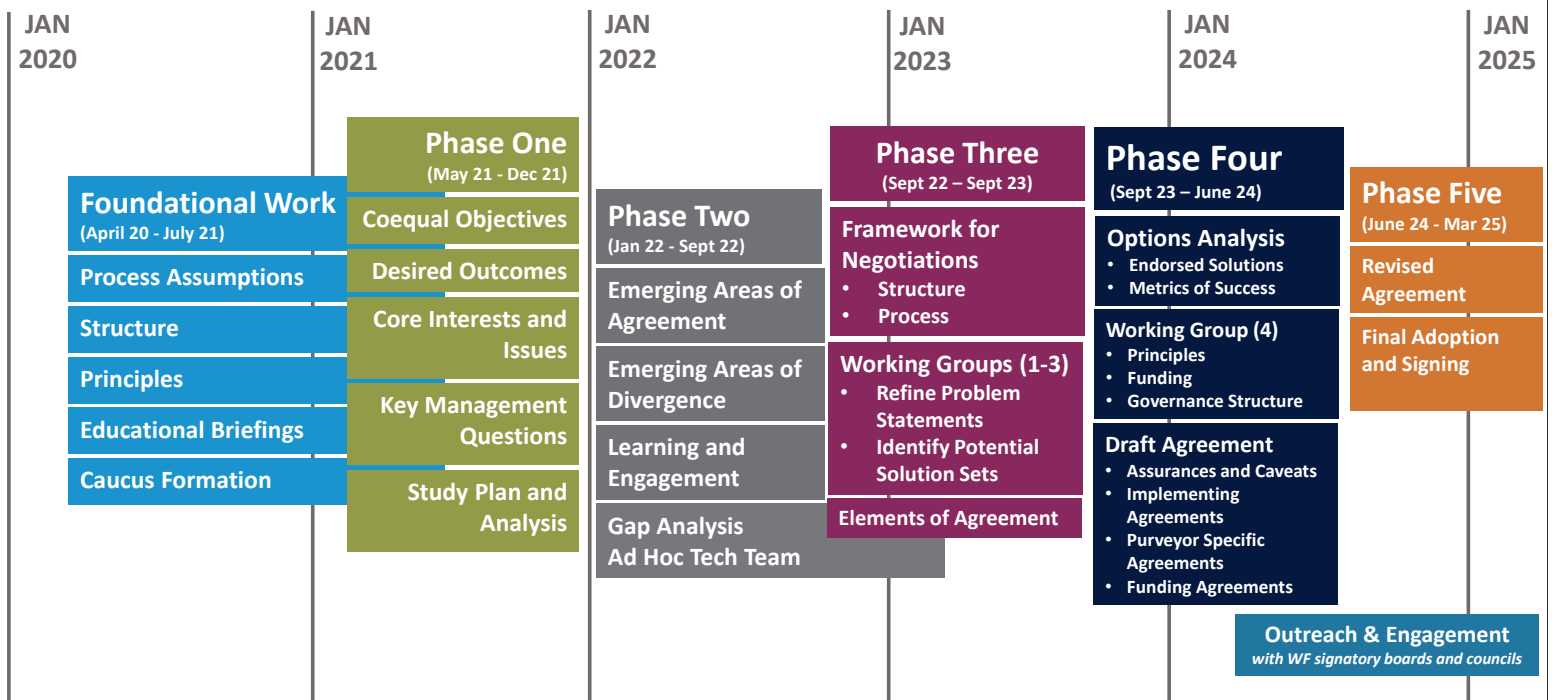 JAN
2020
JAN
2021
JAN
2022
JAN
2023
JAN
2024
JAN
2025
Foundational Work
(April 20 - July 21)
Process Assumptions
Structure
Principles
Educational Briefings
Caucus Formation
Phase One
(May 21 - Dec 21)
Coequal Objectives
Desired Outcomes
Core Interests and
Issues
Key Management
Questions
Study Plan and
Analysis
Phase Two
(Jan 22 - Sept 22)
Emerging Areas of
Agreement
Emerging Areas of
Divergence
Learning and
Engagement
Gap Analysis
Ad Hoc Tech Team
Phase Three
(Sept 22 – Sept 23)
Framework for
Negotiations
• Structure
• Process
Working Groups (1-3)
• Refine Problem
Statements
• Identify Potential
Solution Sets
Elements of Agreement
Phase Four
(Sept 23 – June 24)
Options Analysis
• Endorsed Solutions
• Metrics of Success
Working Group (4)
• Principles
• Funding
• Governance Structure
Draft Agreement
• Assurances and Caveats
• Implementing
Agreements
• Purveyor Specific
Agreements
• Funding Agreements
Phase Five
(June 24 - Mar 25)
Revised
Agreement
Final Adoption
and Signing
Outreach & Engagement
with WF signatory boards and councils